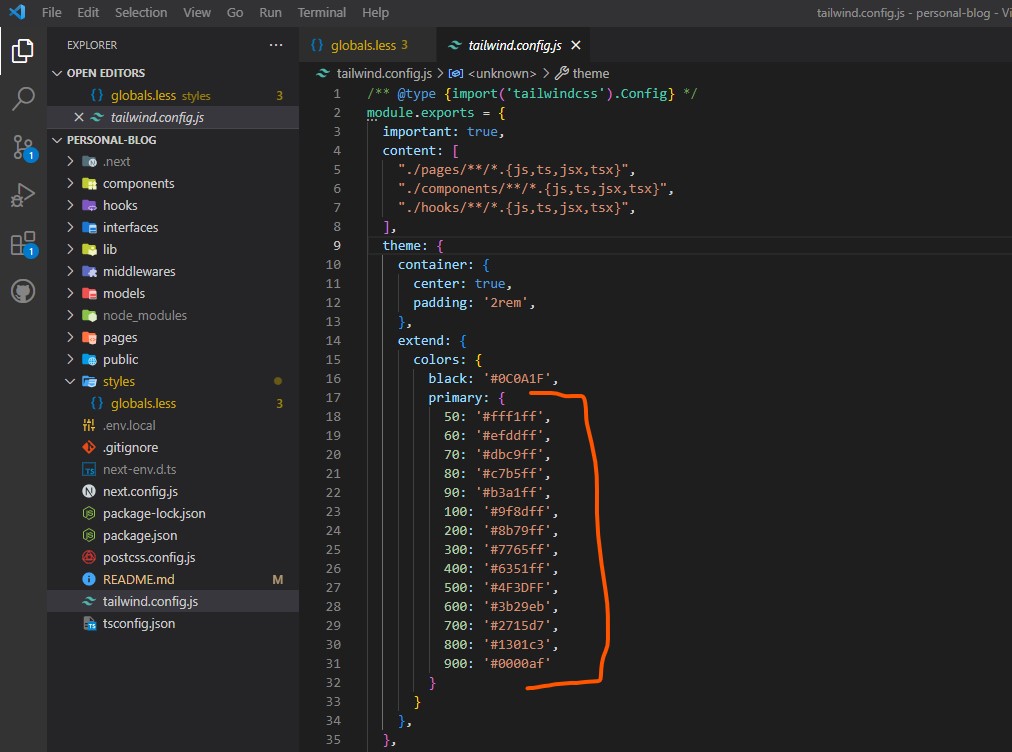 File Edit Selection View Go Run Terminal Help
tailwind.config.js - personal-blog - Vi
EXPLORER ...
OPEN EDITORS
globals.less styles 3
tailwind.config.js
PERSONAL-BLOG
.next
components
hooks
interfaces
lib
middlewares
models
node_modules
pages
public
styles
globals.less 3
.env.local
.gitignore
next-env.d.ts
next.config.js
package-lock.json
package.json
postcss.config.js
README.md M
tailwind.config.js
tsconfig.json
1
1
globals.less 3
tailwind.config.js
tailwind.config.js > <unknown> > theme
1 /** @type {import('tailwindcss').Config} */
2 module.exports = {
3 important: true,
4 content: [
5 "./pages/**/*.{js,ts,jsx,tsx}",
6 "./components/**/*.{js,ts,jsx,tsx}",
7 "./hooks/**/*.{js,ts,jsx,tsx}",
8 ],
9 theme: {
10 container: {
11 center: true,
12 padding: '2rem',
13 },
14 extend: {
15 colors: {
16 black: '#0C0A1F',
17 primary: {
18 50: '#fff1ff',
19 60: '#efddff',
20 70: '#dbc9ff',
21 80: '#c7b5ff',
22 90: '#b3a1ff',
23 100: '#9f8dff',
24 200: '#8b79ff',
25 300: '#7765ff',
26 400: '#6351ff',
27 500: '#4F3DFF',
28 600: '#3b29eb',
29 700: '#2715d7',
30 800: '#1301c3',
31 900: '#0000af'
32 }
33 }
34 },
35 },